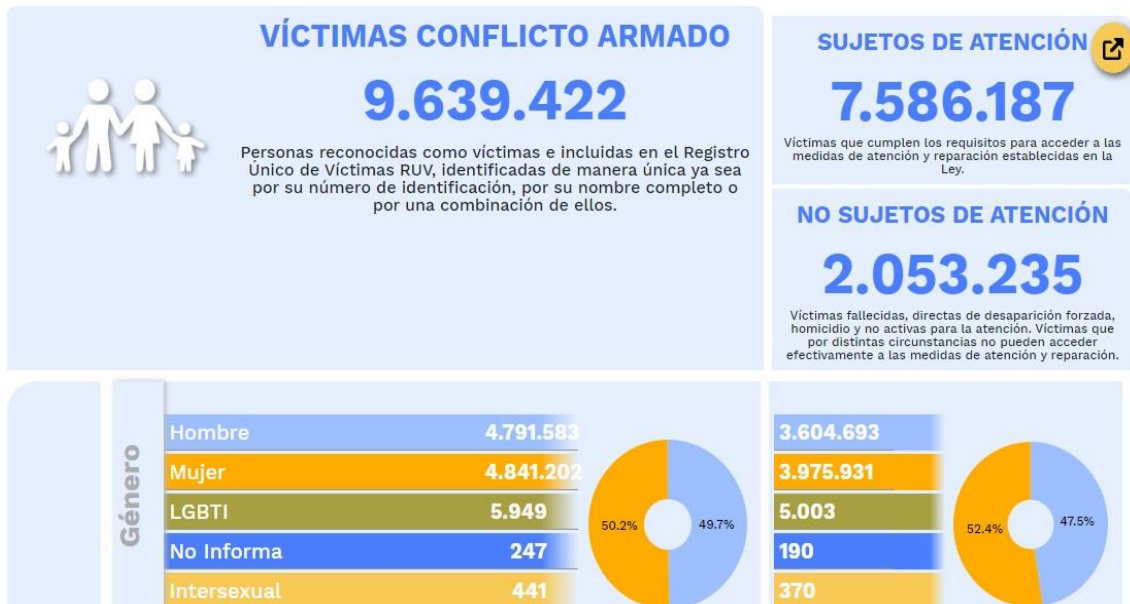 VÍCTIMAS CONFLICTO ARMADO
9.639.422
Personas reconocidas como víctimas e incluidas en el Registro
Único de Víctimas RUV, identificadas de manera única ya sea
por su número de identificación, por su nombre completo o
por una combinación de ellos.
SUJETOS DE ATENCIÓN
7.586.187
Víctimas que cumplen los requisitos para acceder a las
medidas de atención y reparación establecidas en la
Ley.
NO SUJETOS DE ATENCIÓN
2.053.235
Víctimas fallecidas, directas de desaparición forzada,
homicidio y no activas para la atención. Víctimas que
por distintas circunstancias no pueden acceder
efectivamente a las medidas de atención y reparación.
Género
Hombre 4.791.583
Mujer 4.841.202
LGBTI 5.949
No Informa 247
Intersexual 441
50.2% 49.7%
3.604.693
3.975.931
5.003
190
370
52.4% 47.5%